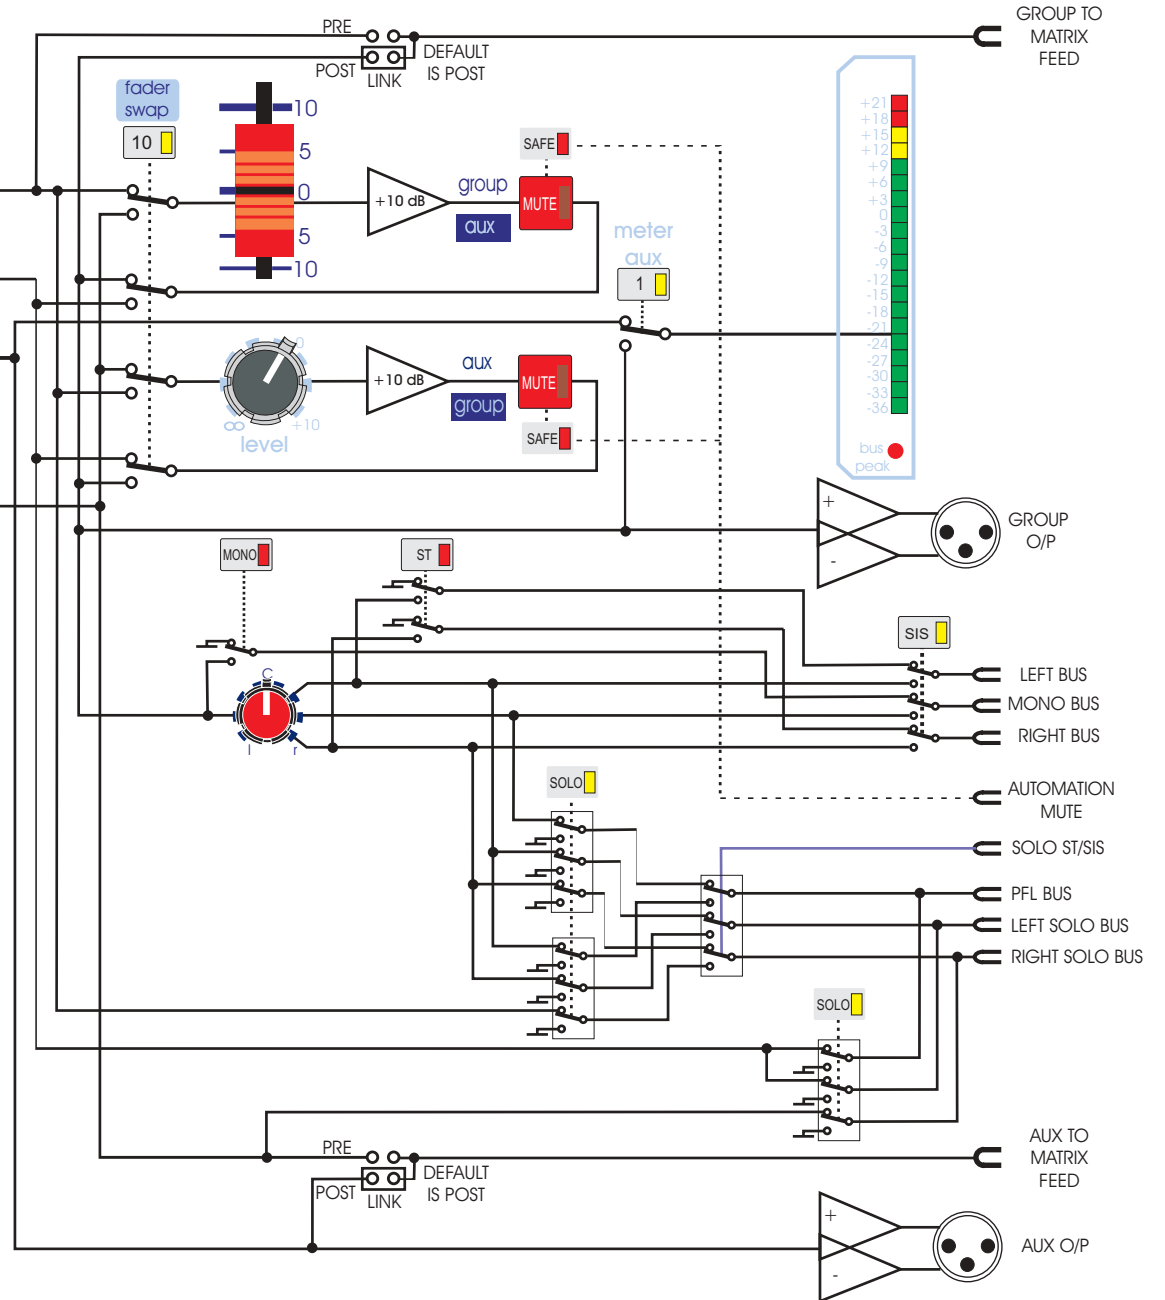 GROUP TO
MATRIX
FEED
PRE
POST
LINK
DEFAULT
IS POST
fader
swap
10
10
5
0
5
10
+10 dB
group
aux
SAFE
MUTE
meter
aux
1
+21
+18
+15
+12
+9
+6
+3
0
-3
-6
-9
-12
-15
-18
-21
-24
-27
-30
-33
-36
bus
peak
0
∞
+10
level
+10 dB
aux
group
MUTE
SAFE
+
-
GROUP
O/P
MONO
ST
SIS
C
l
r
LEFT BUS
MONO BUS
RIGHT BUS
SOLO
AUTOMATION
MUTE
SOLO ST/SIS
PFL BUS
LEFT SOLO BUS
RIGHT SOLO BUS
SOLO
PRE
POST
LINK
DEFAULT
IS POST
AUX TO
MATRIX
FEED
+
-
AUX O/P